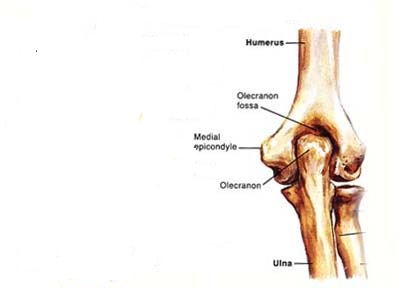 Humerus
Olecranon
fossa
Medial
epicondyle
Olecranon
Ulna